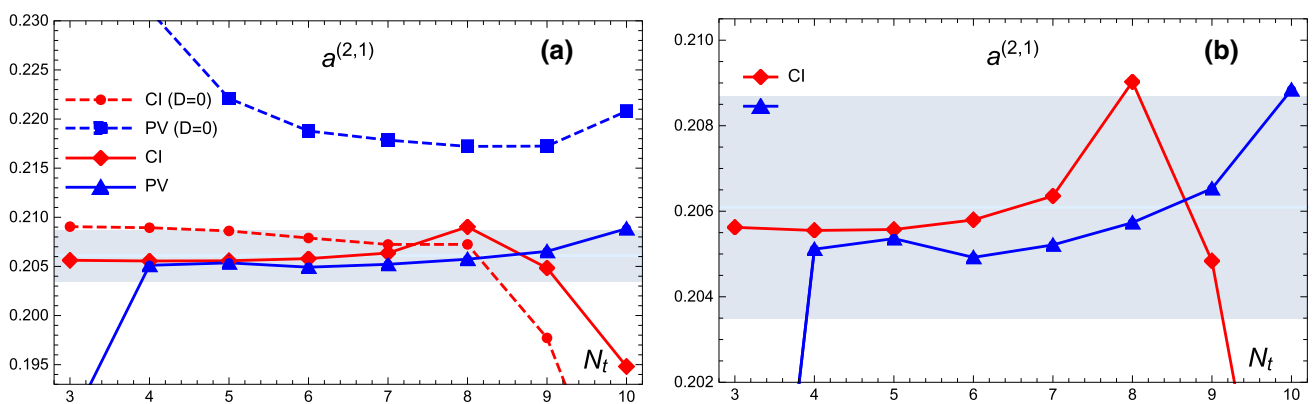 a^(2,1)
(a)
0.230
0.225
0.220
0.215
0.210
0.205
0.200
0.195
CI (D=0)
PV (D=0)
CI
PV
N_t
3 4 5 6 7 8 9 10
a^(2,1)
(b)
0.210
0.208
0.206
0.204
0.202
CI
N_t
3 4 5 6 7 8 9 10